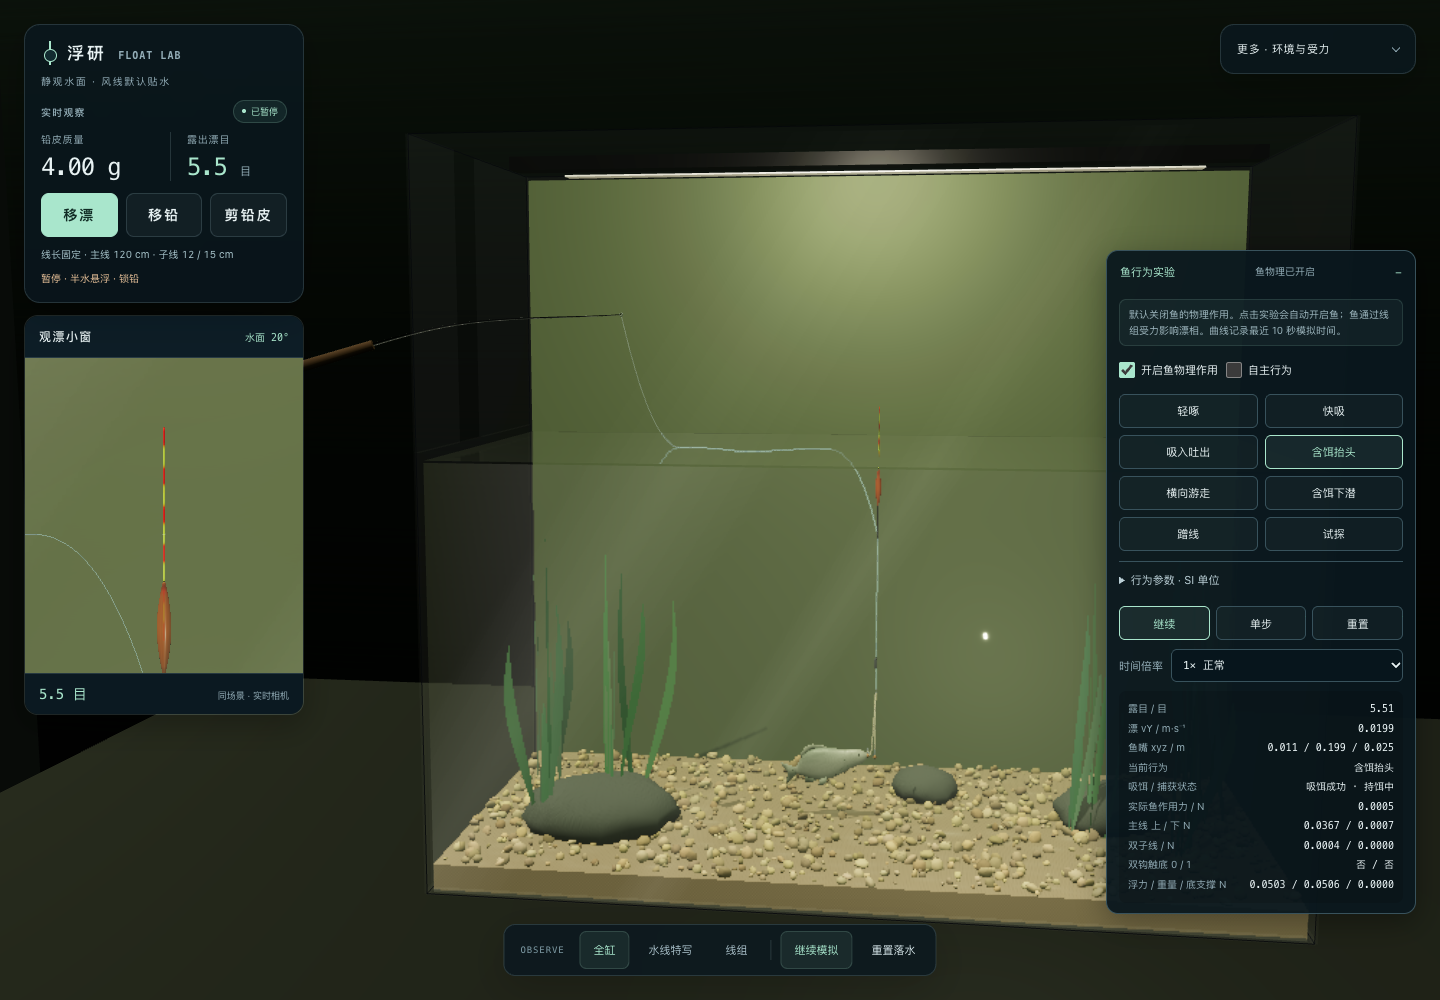 浮研 FLOAT LAB
静观水面 · 风线默认贴水
实时观察 已暂停
铅皮质量 露出漂目
4.00 g 5.5 目
移漂 移铅 剪铅皮
线长固定 · 主线 120 cm · 子线 12 / 15 cm
暂停 · 半水悬浮 · 锁铅
观漂小窗 水面 20°
5.5 目 同场景 · 实时相机
更多 · 环境与受力
鱼行为实验 鱼物理已开启 −
默认关闭鱼的物理作用。点击实验会自动开启鱼；鱼通过线
组受力影响漂相。曲线记录最近 10 秒模拟时间。
开启鱼物理作用 自主行为
轻啄 快吸
吸入吐出 含饵抬头
横向游走 含饵下潜
蹭线 试探
行为参数 · SI 单位
继续 单步 重置
时间倍率 1× 正常
露目 / 目 5.51
漂 vY / m·s⁻¹ 0.0199
鱼嘴 xyz / m 0.011 / 0.199 / 0.025
当前行为 含饵抬头
吸饵 / 捕获状态 吸饵成功 · 持饵中
实际鱼作用力 / N 0.0005
主线 上 / 下 N 0.0367 / 0.0007
双子线 / N 0.0004 / 0.0000
双钩触底 0 / 1 否 / 否
浮力 / 重量 / 底支撑 N 0.0503 / 0.0506 / 0.0000
OBSERVE 全缸 水线特写 线组 继续模拟 重置落水